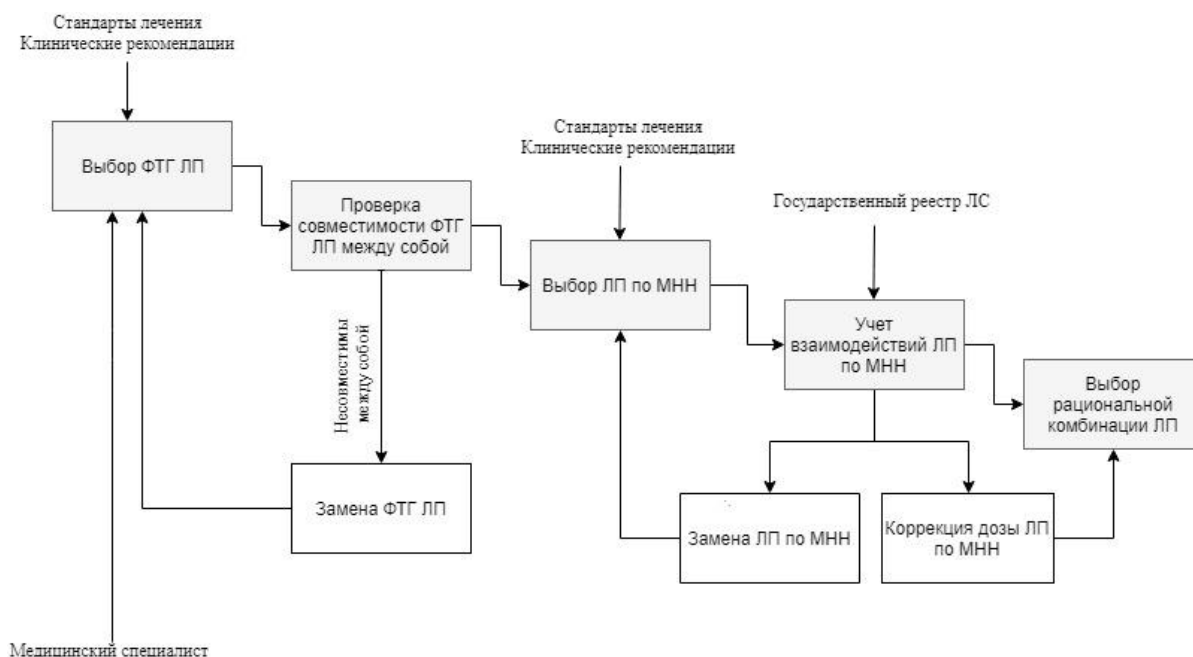 Стандарты лечения
Клинические рекомендации
Выбор ФТГ ЛП
Проверка
совместимости ФТГ
ЛП между собой
Несовместимы
между собой
Замена ФТГ ЛП
Медицинский специалист
Стандарты лечения
Клинические рекомендации
Выбор ЛП по МНН
Государственный реестр ЛС
Учет
взаимодействий ЛП
по МНН
Замена ЛП по МНН
Коррекция дозы ЛП
по МНН
Выбор
рациональной
комбинации ЛП